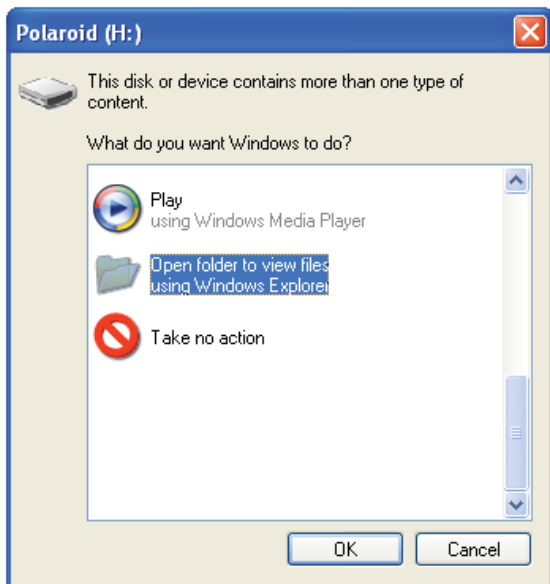 Polaroid (H:)
This disk or device contains more than one type of
content.
What do you want Windows to do?
Play
using Windows Media Player
Open folder to view files
using Windows Explorer
Take no action
OK
Cancel